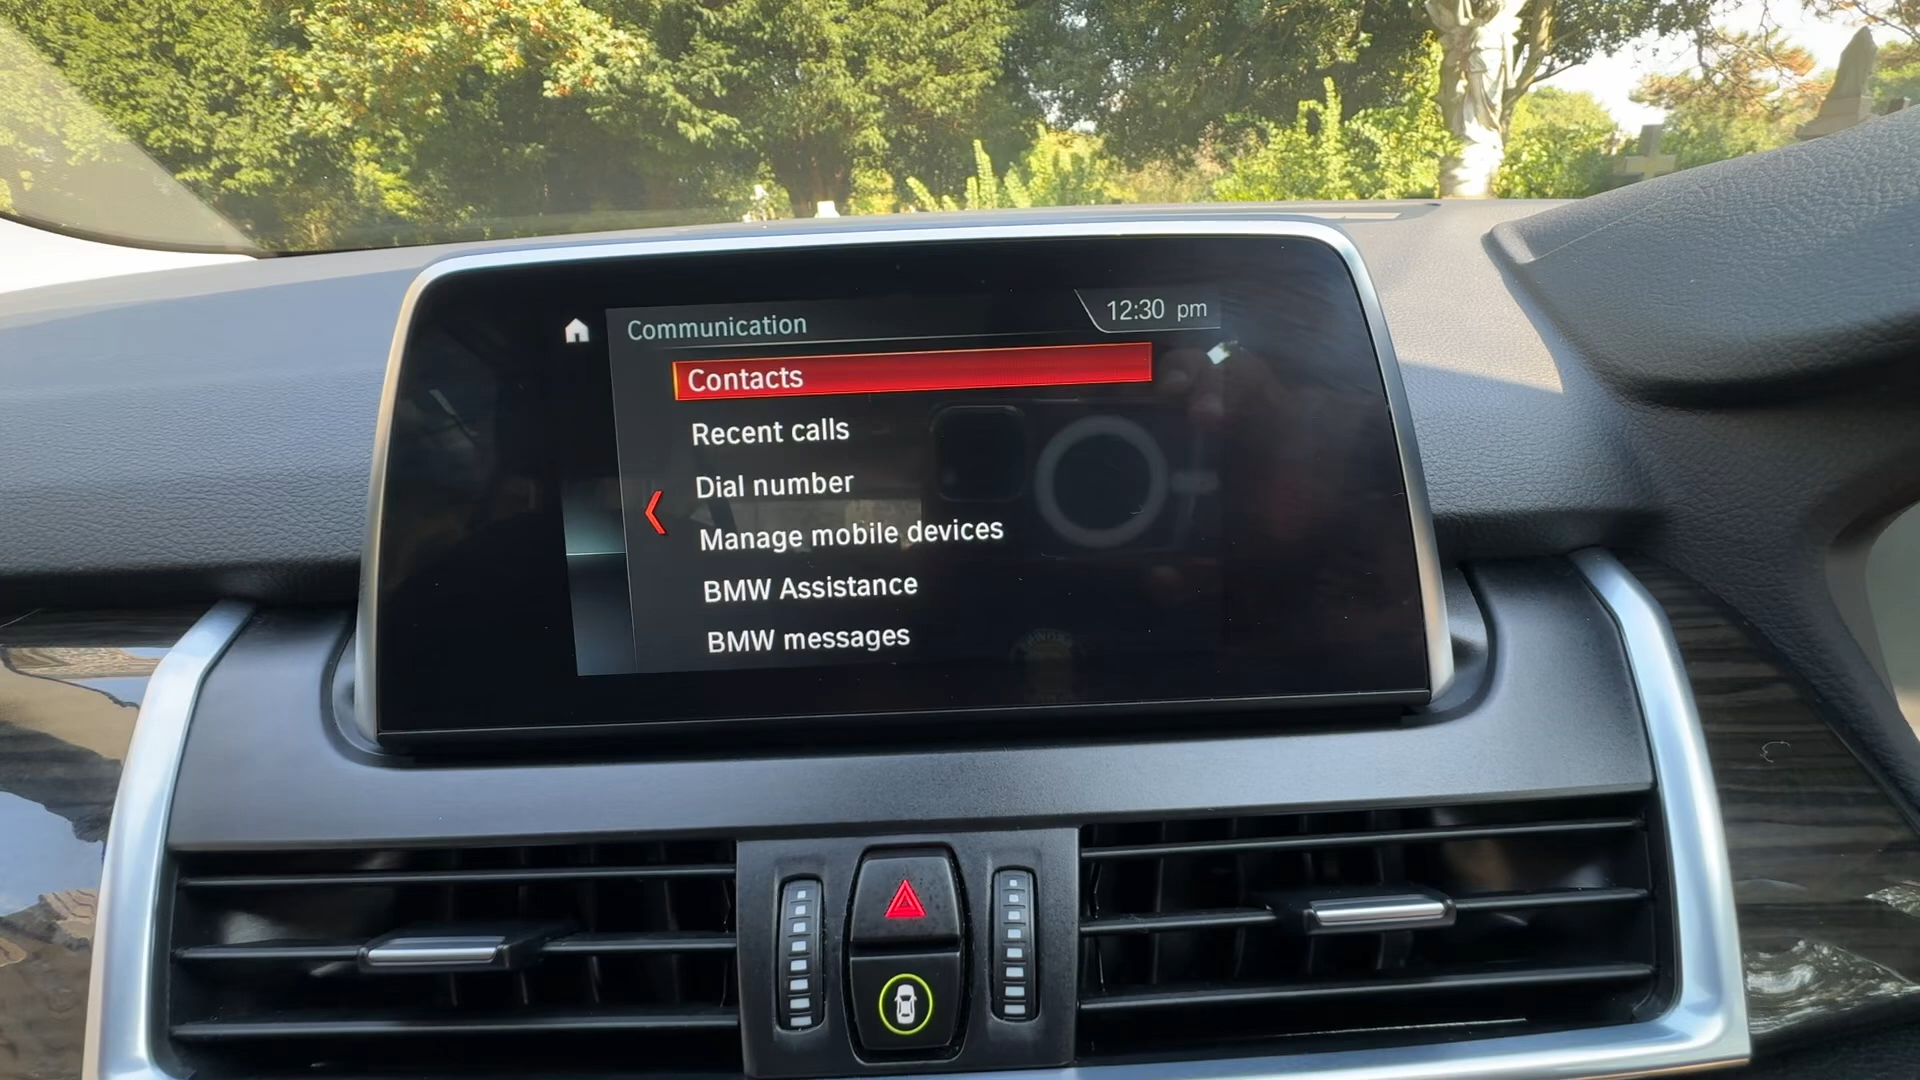 Communication
12:30 pm
Contacts
Recent calls
Dial number
Manage mobile devices
BMW Assistance
BMW messages